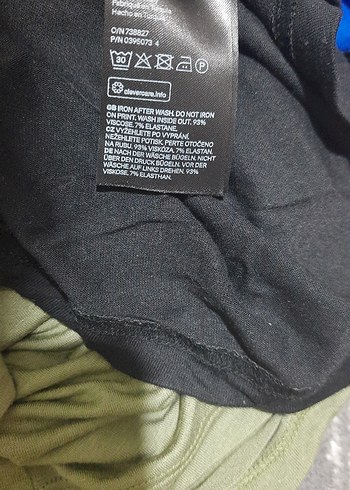 Fabriqué en Turquie
Hecho en Turquía
C/N 738827
P/N 0395073 4
30
P
clevercare.info
GB IRON AFTER WASH. DO NOT IRON
ON PRINT. WASH INSIDE OUT. 93%
VISCOSE. 7% ELASTANE.
CZ VYŽEHLETE PO VYPRÁNÍ.
NEŽEHLETE POTISK. PERTE OTOČENO
NA RUBU. 93% VISKÓZA. 7% ELASTAN.
DE NACH DER WÄSCHE BÜGELN. NICHT
ÜBER DEN DRUCK BÜGELN. VOR DER
WÄSCHE AUF LINKS DREHEN. 93%
VISKOSE. 7% ELASTHAN.